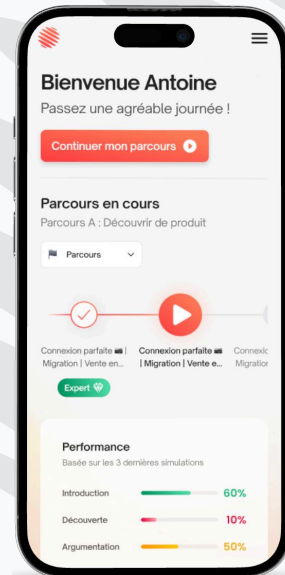 Bienvenue Antoine
Passez une agréable journée !
Continuer mon parcours
Parcours en cours
Parcours A : Découvrir de produit
Parcours
Connexion parfaite | Migration | Vente en...
Connexion parfaite | Migration | Vente e...
Connexio
Migration
Expert
Performance
Basée sur les 3 dernières simulations
Introduction 60%
Découverte 10%
Argumentation 50%